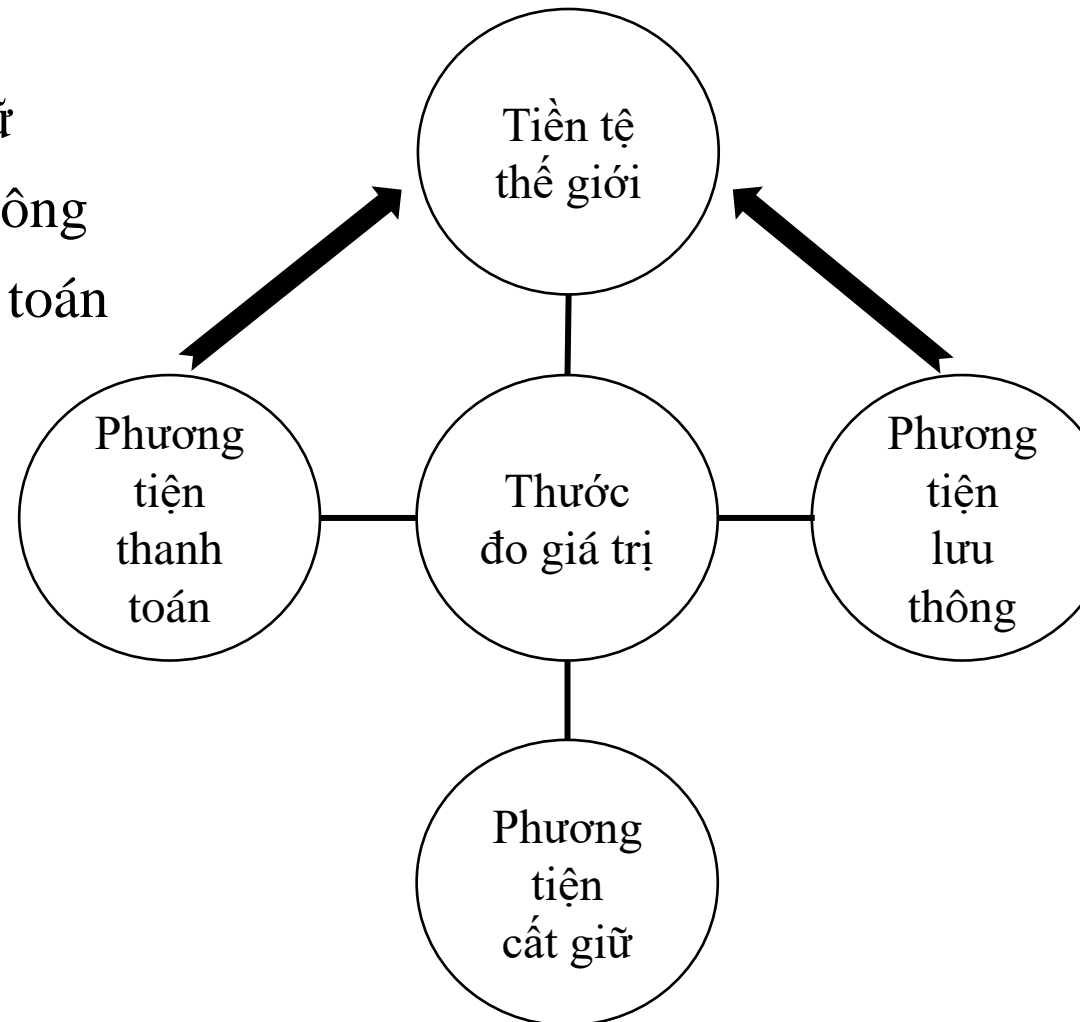 ữ
ông
toán
Tiền tệ
thế giới
Phương
tiện
thanh
toán
Thước
đo giá trị
Phương
tiện
lưu
thông
Phương
tiện
cất giữ